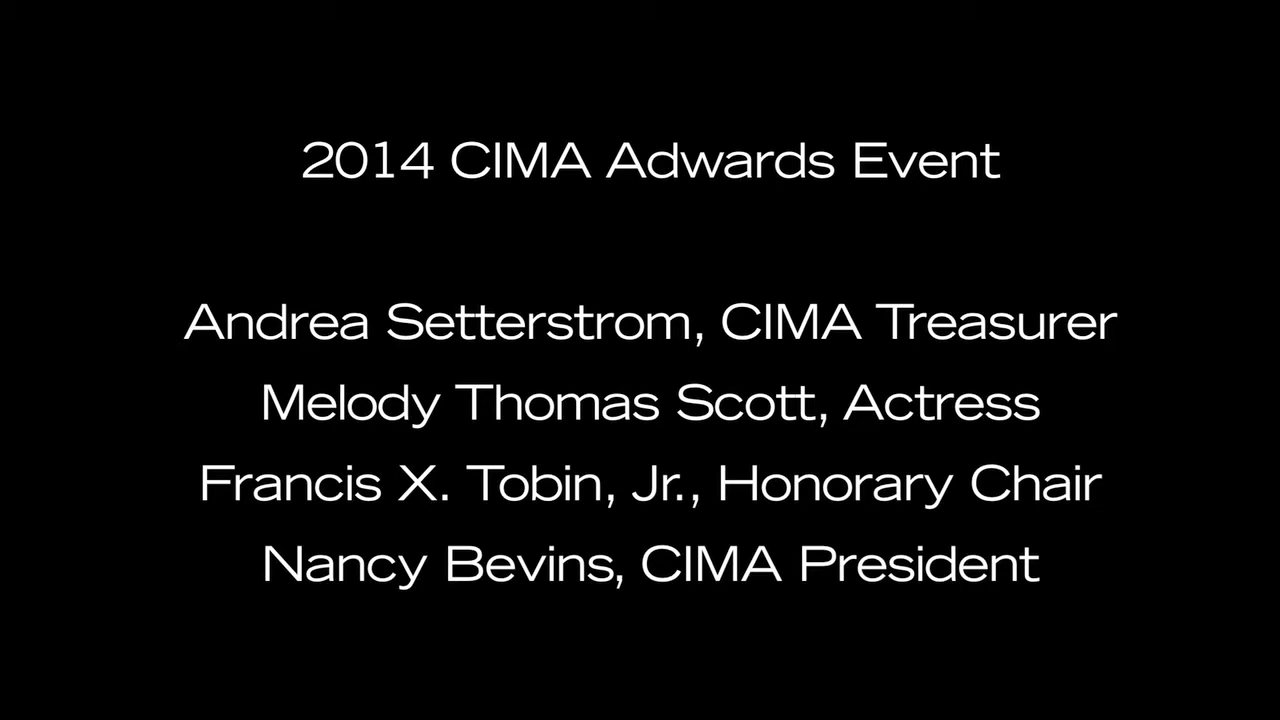 2014 CIMA Adwards Event
Andrea Setterstrom, CIMA Treasurer
Melody Thomas Scott, Actress
Francis X. Tobin, Jr., Honorary Chair
Nancy Bevins, CIMA President